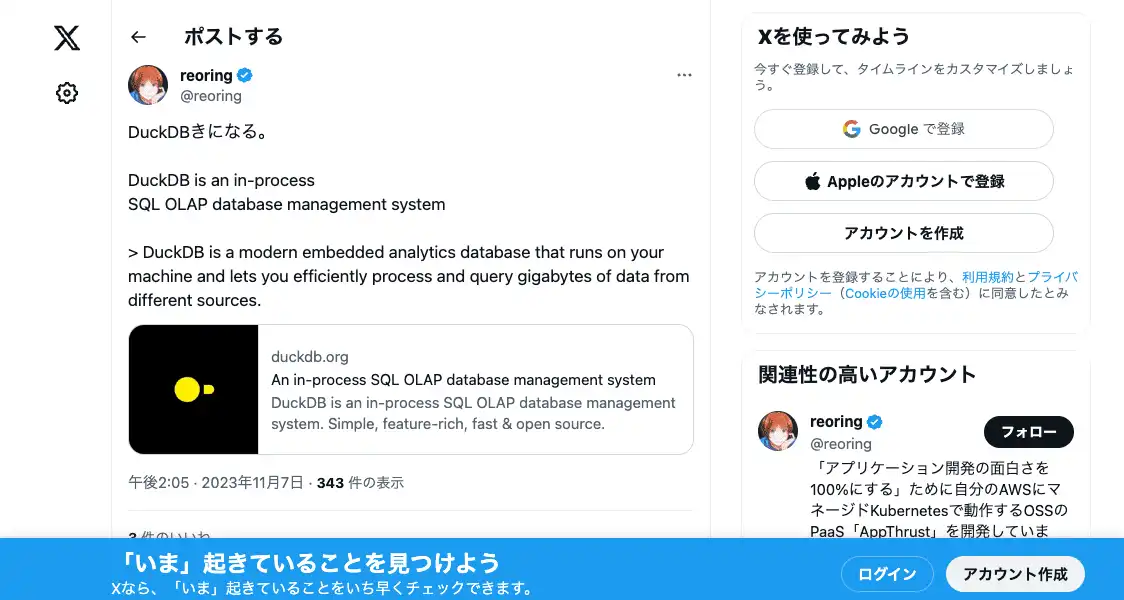 ポストする
reoring
@reoring
DuckDBきになる。
DuckDB is an in-process
SQL OLAP database management system
> DuckDB is a modern embedded analytics database that runs on your
machine and lets you efficiently process and query gigabytes of data from
different sources.
duckdb.org
An in-process SQL OLAP database management system
DuckDB is an in-process SQL OLAP database management
system. Simple, feature-rich, fast & open source.
午後2:05 · 2023年11月7日 · 343 件の表示
3 件のいいね
Xを使ってみよう
今すぐ登録して、タイムラインをカスタマイズしましょ
う。
Google で登録
Appleのアカウントで登録
アカウントを作成
アカウントを登録することにより、利用規約とプライバ
シーポリシー（Cookieの使用を含む）に同意したとみ
なされます。
関連性の高いアカウント
reoring
@reoring
フォロー
「アプリケーション開発の面白さを
100%にする」ために自分のAWSにマ
ネージドKubernetesで動作するOSSの
PaaS「AppThrust」を開発していま
「いま」起きていることを見つけよう
Xなら、「いま」起きていることをいち早くチェックできます。
ログイン
アカウント作成